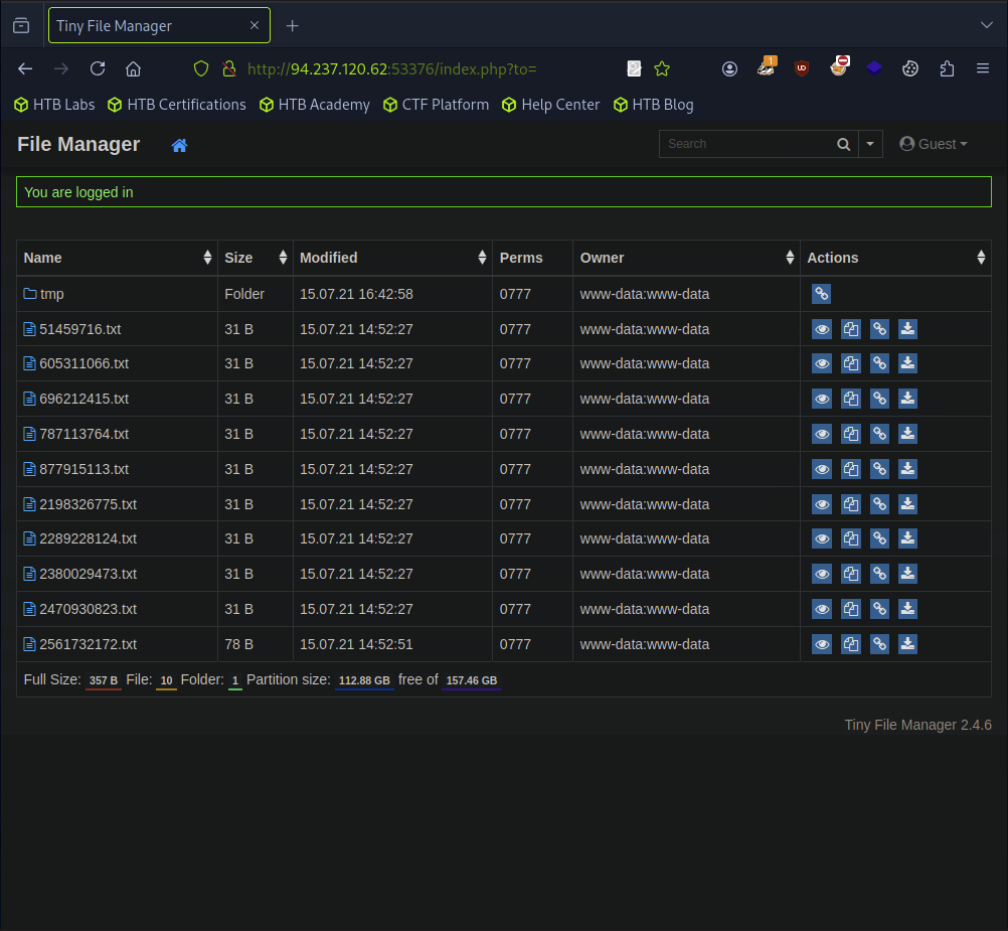 Tiny File Manager
http://94.237.120.62:53376/index.php?to=
1
UD
HTB Labs HTB Certifications HTB Academy CTF Platform Help Center HTB Blog
File Manager Search Guest
You are logged in
Name Size Modified Perms Owner Actions
tmp Folder 15.07.21 16:42:58 0777 www-data:www-data
51459716.txt 31 B 15.07.21 14:52:27 0777 www-data:www-data
605311066.txt 31 B 15.07.21 14:52:27 0777 www-data:www-data
696212415.txt 31 B 15.07.21 14:52:27 0777 www-data:www-data
787113764.txt 31 B 15.07.21 14:52:27 0777 www-data:www-data
877915113.txt 31 B 15.07.21 14:52:27 0777 www-data:www-data
2198326775.txt 31 B 15.07.21 14:52:27 0777 www-data:www-data
2289228124.txt 31 B 15.07.21 14:52:27 0777 www-data:www-data
2380029473.txt 31 B 15.07.21 14:52:27 0777 www-data:www-data
2470930823.txt 31 B 15.07.21 14:52:27 0777 www-data:www-data
2561732172.txt 78 B 15.07.21 14:52:51 0777 www-data:www-data
Full Size: 357 B File: 10 Folder: 1 Partition size: 112.88 GB free of 157.46 GB
Tiny File Manager 2.4.6